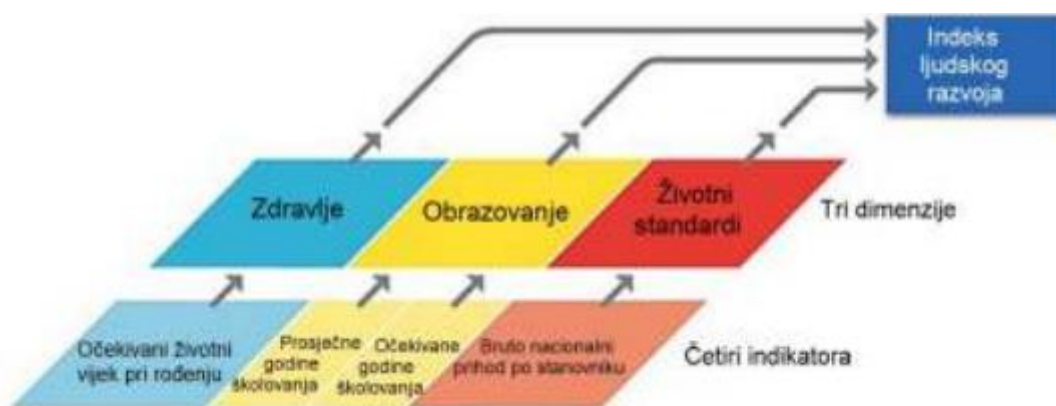 Indeks
ljudskog
razvoja
Zdravlje
Obrazovanje
Životni
standardi
Tri dimenzije
Očekivani životni
vijek pri rođenju
Prosječne
godine
školovanja
Očekivane
godine
školovanja
Bruto nacionalni
prihod po stanovniku
Četiri indikatora